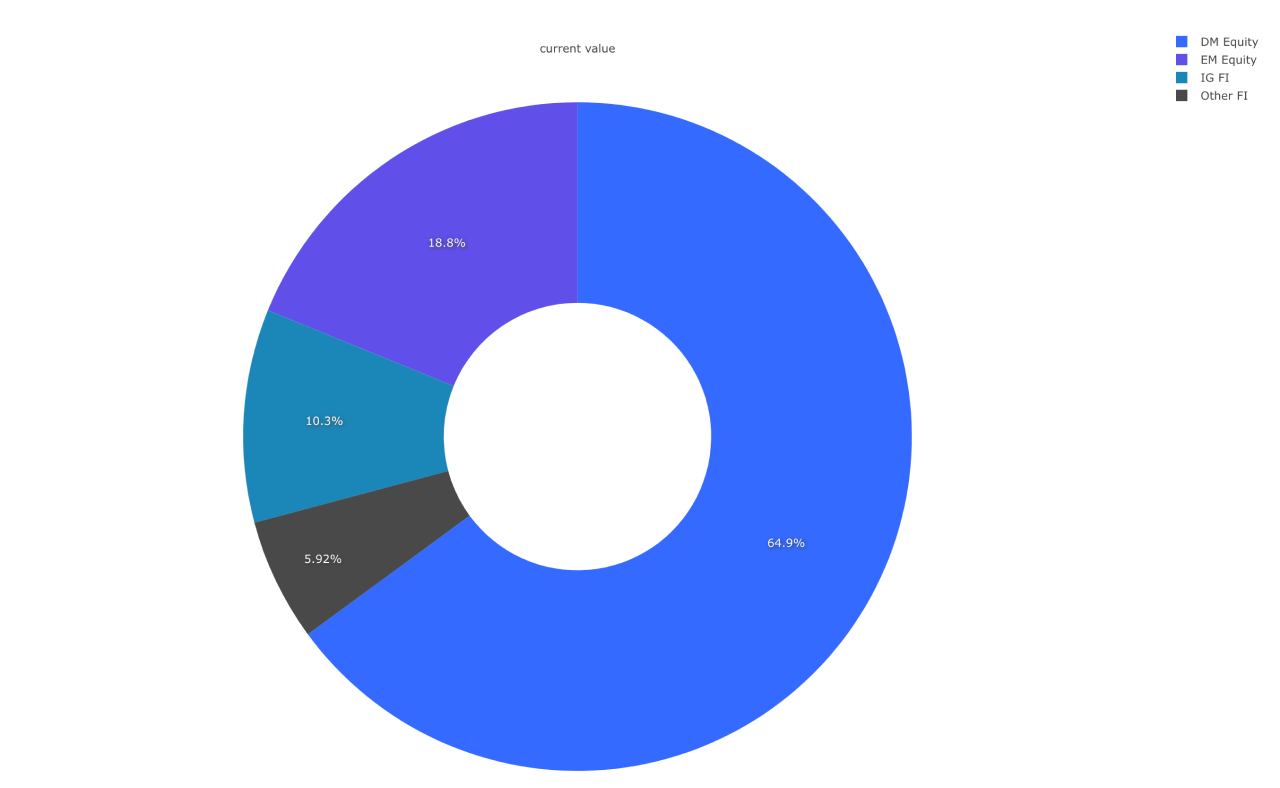 current value
DM Equity
EM Equity
IG FI
Other FI
18.8%
10.3%
64.9%
5.92%